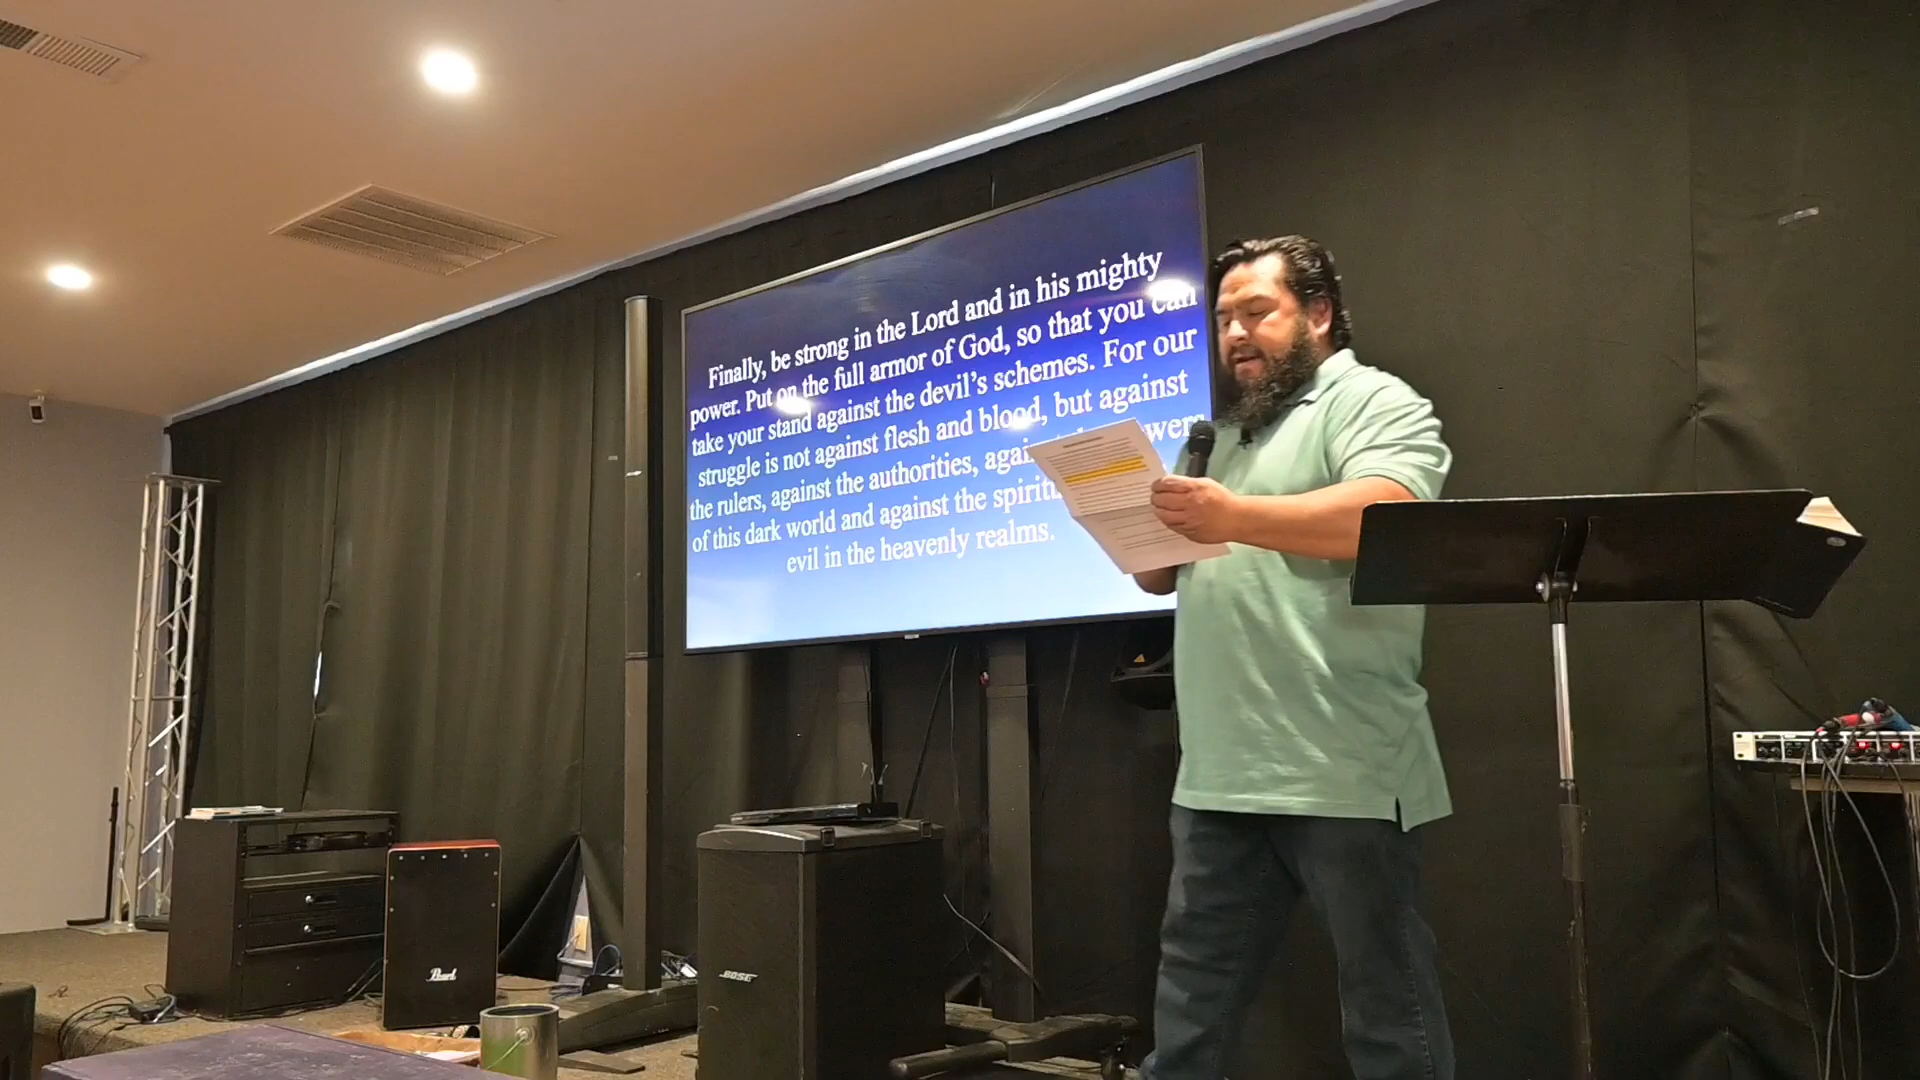 Finally, be strong in the Lord and in his mighty
power. Put on the full armor of God, so that you can
take your stand against the devil’s schemes. For our
struggle is not against flesh and blood, but against
the rulers, against the authorities, against
of this dark world and against the
evil in the heavenly realms.
Pearl
BOSE